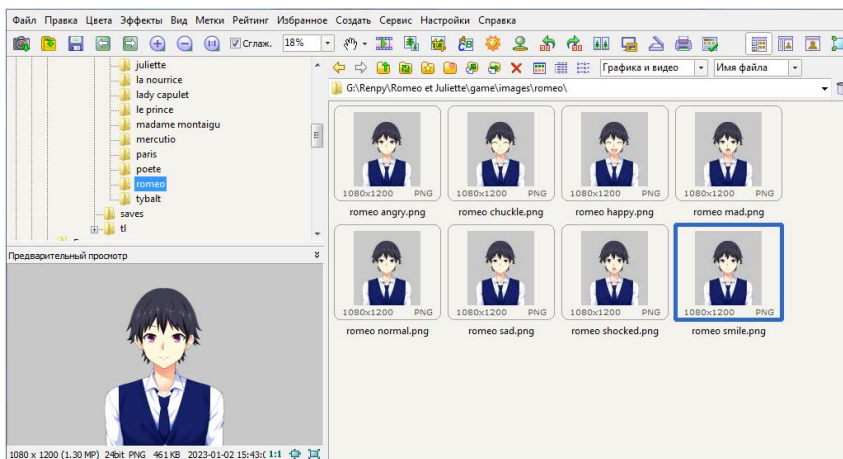 Файл Правка Цвета Эффекты Вид Метки Рейтинг Избранное Создать Сервис Настройки Справка
Сглаж. 18% Графика и видео Имя файла
G:\Renpy\Romeo et Juliette\game\images\romeo\
juliette
la nourrice
lady capulet
le prince
madame montaigu
mercutio
paris
poete
romeo
tybalt
saves
tl
Предварительный просмотр
1080 x 1200 (1.30 MP) 24bit PNG 461 KB 2023-01-02 15:43:( 1:1
1080x1200 PNG 1080x1200 PNG 1080x1200 PNG 1080x1200 PNG
romeo angry.png romeo chuckle.png romeo happy.png romeo mad.png
1080x1200 PNG 1080x1200 PNG 1080x1200 PNG 1080x1200 PNG
romeo normal.png romeo sad.png romeo shocked.png romeo smile.png